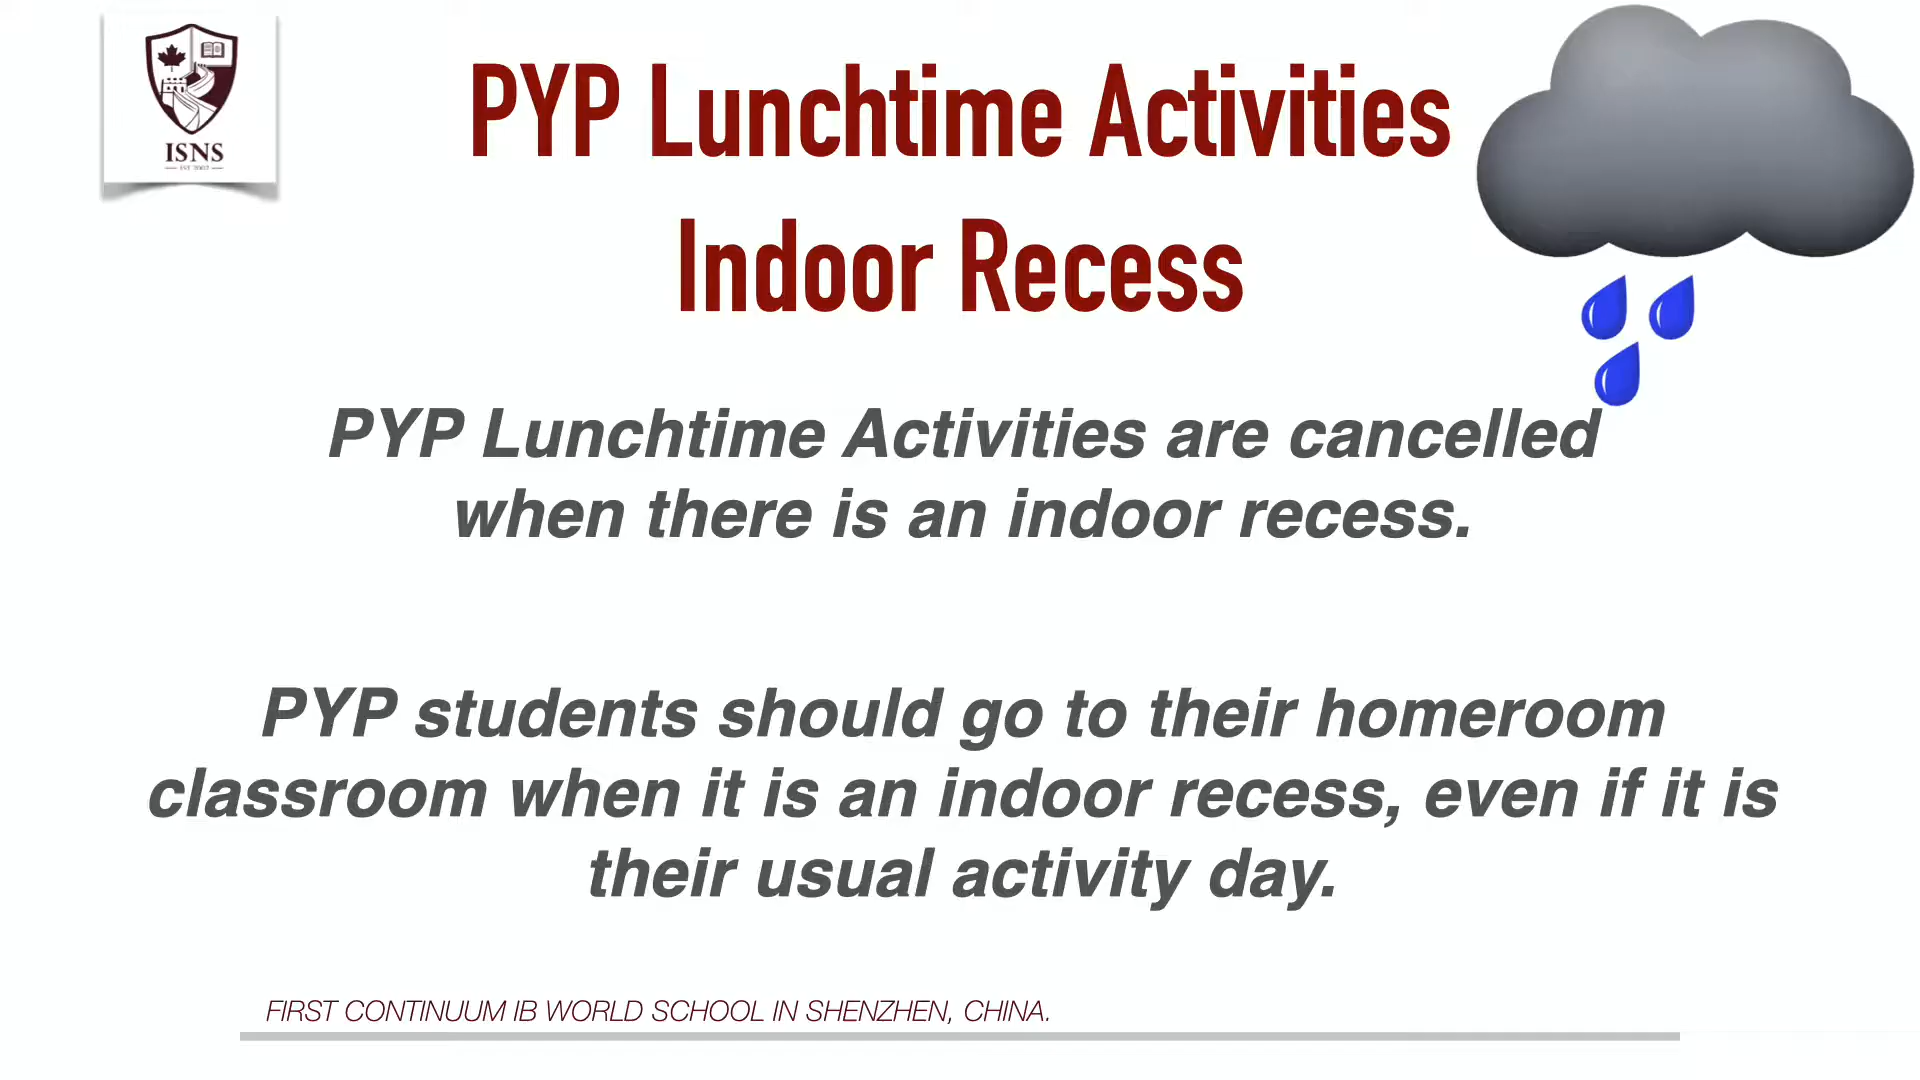 ISNS
EST 2002
PYP Lunchtime Activities
Indoor Recess
PYP Lunchtime Activities are cancelled
when there is an indoor recess.
PYP students should go to their homeroom
classroom when it is an indoor recess, even if it is
their usual activity day.
FIRST CONTINUUM IB WORLD SCHOOL IN SHENZHEN, CHINA.